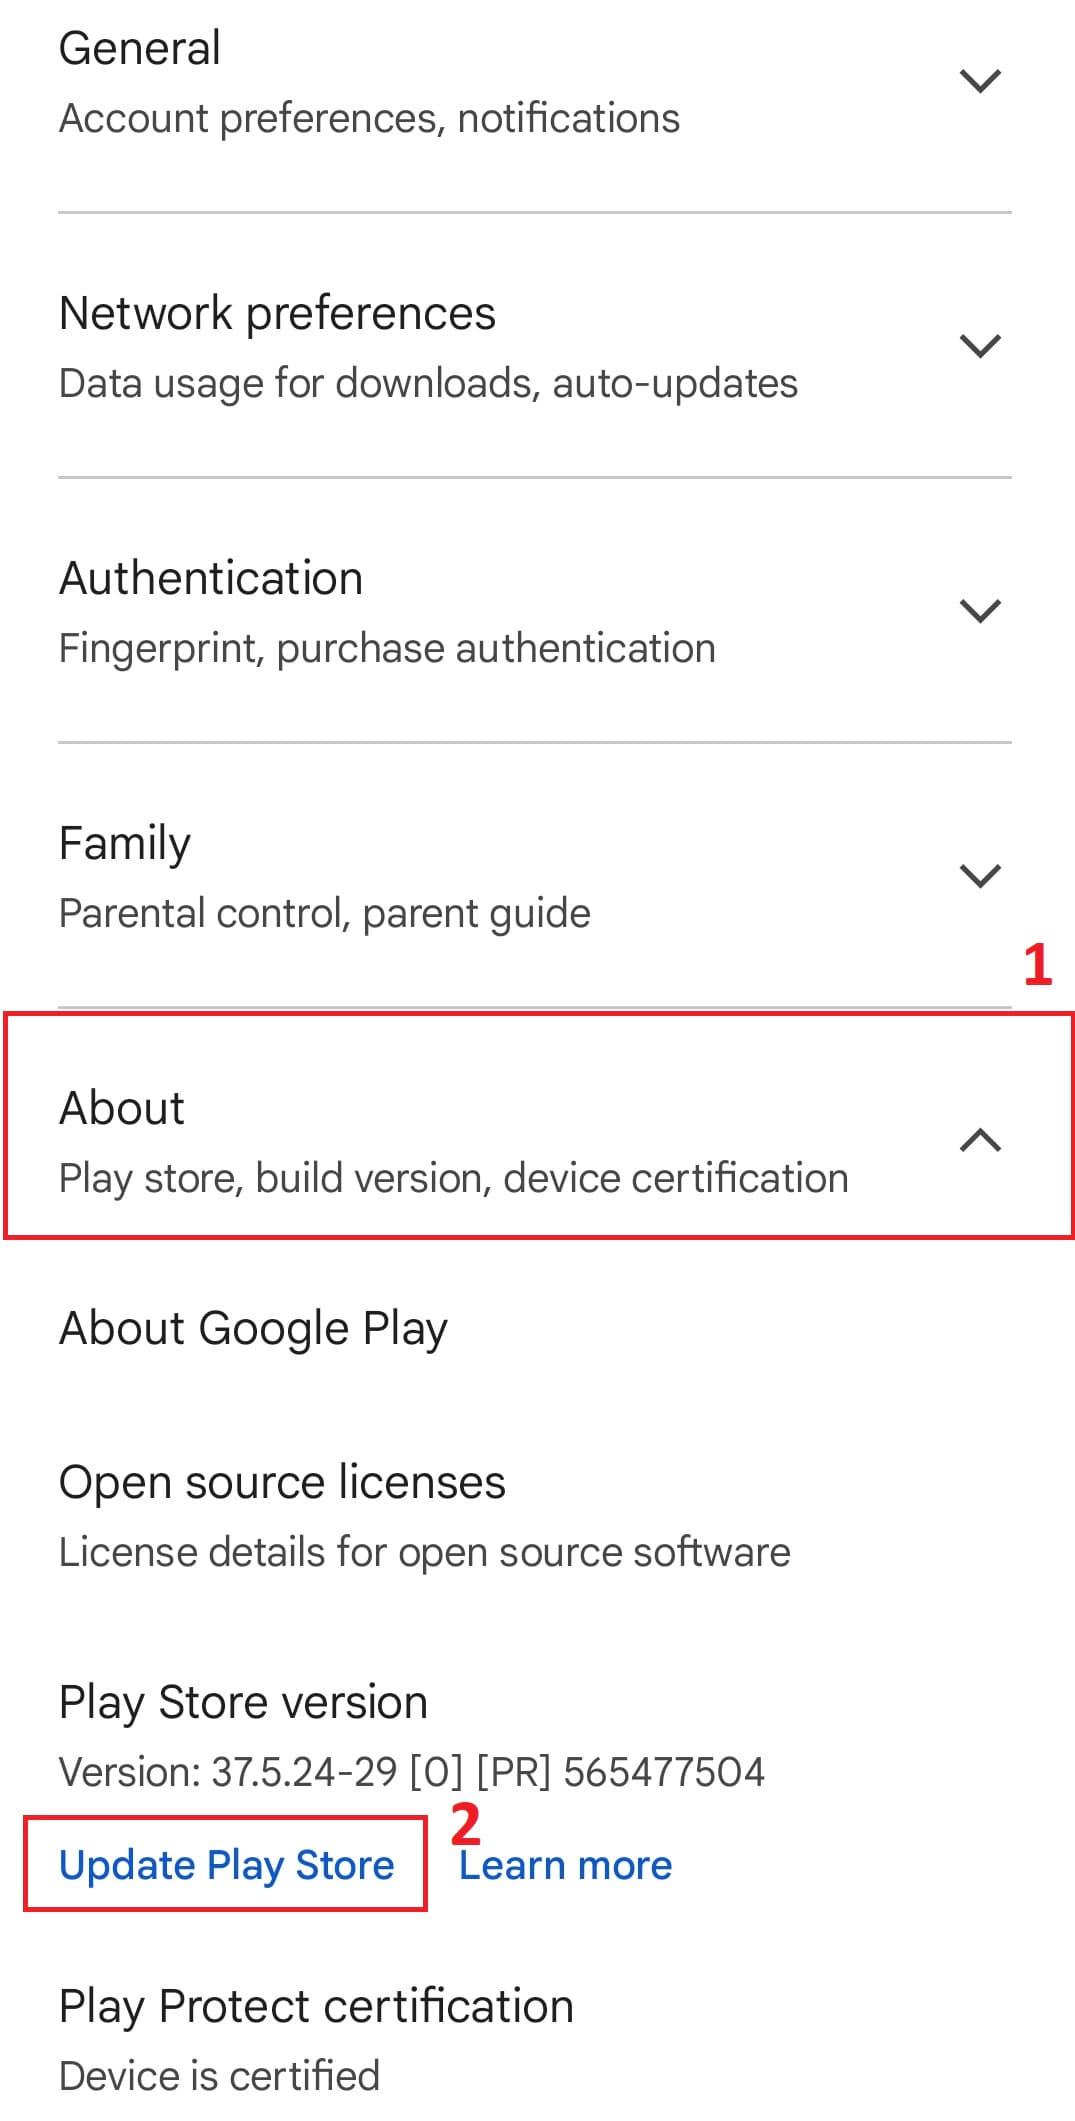 General
Account preferences, notifications
Network preferences
Data usage for downloads, auto-updates
Authentication
Fingerprint, purchase authentication
Family
Parental control, parent guide
1
About
Play store, build version, device certification
About Google Play
Open source licenses
License details for open source software
Play Store version
Version: 37.5.24-29 [0] [PR] 565477504
2
Update Play Store Learn more
Play Protect certification
Device is certified